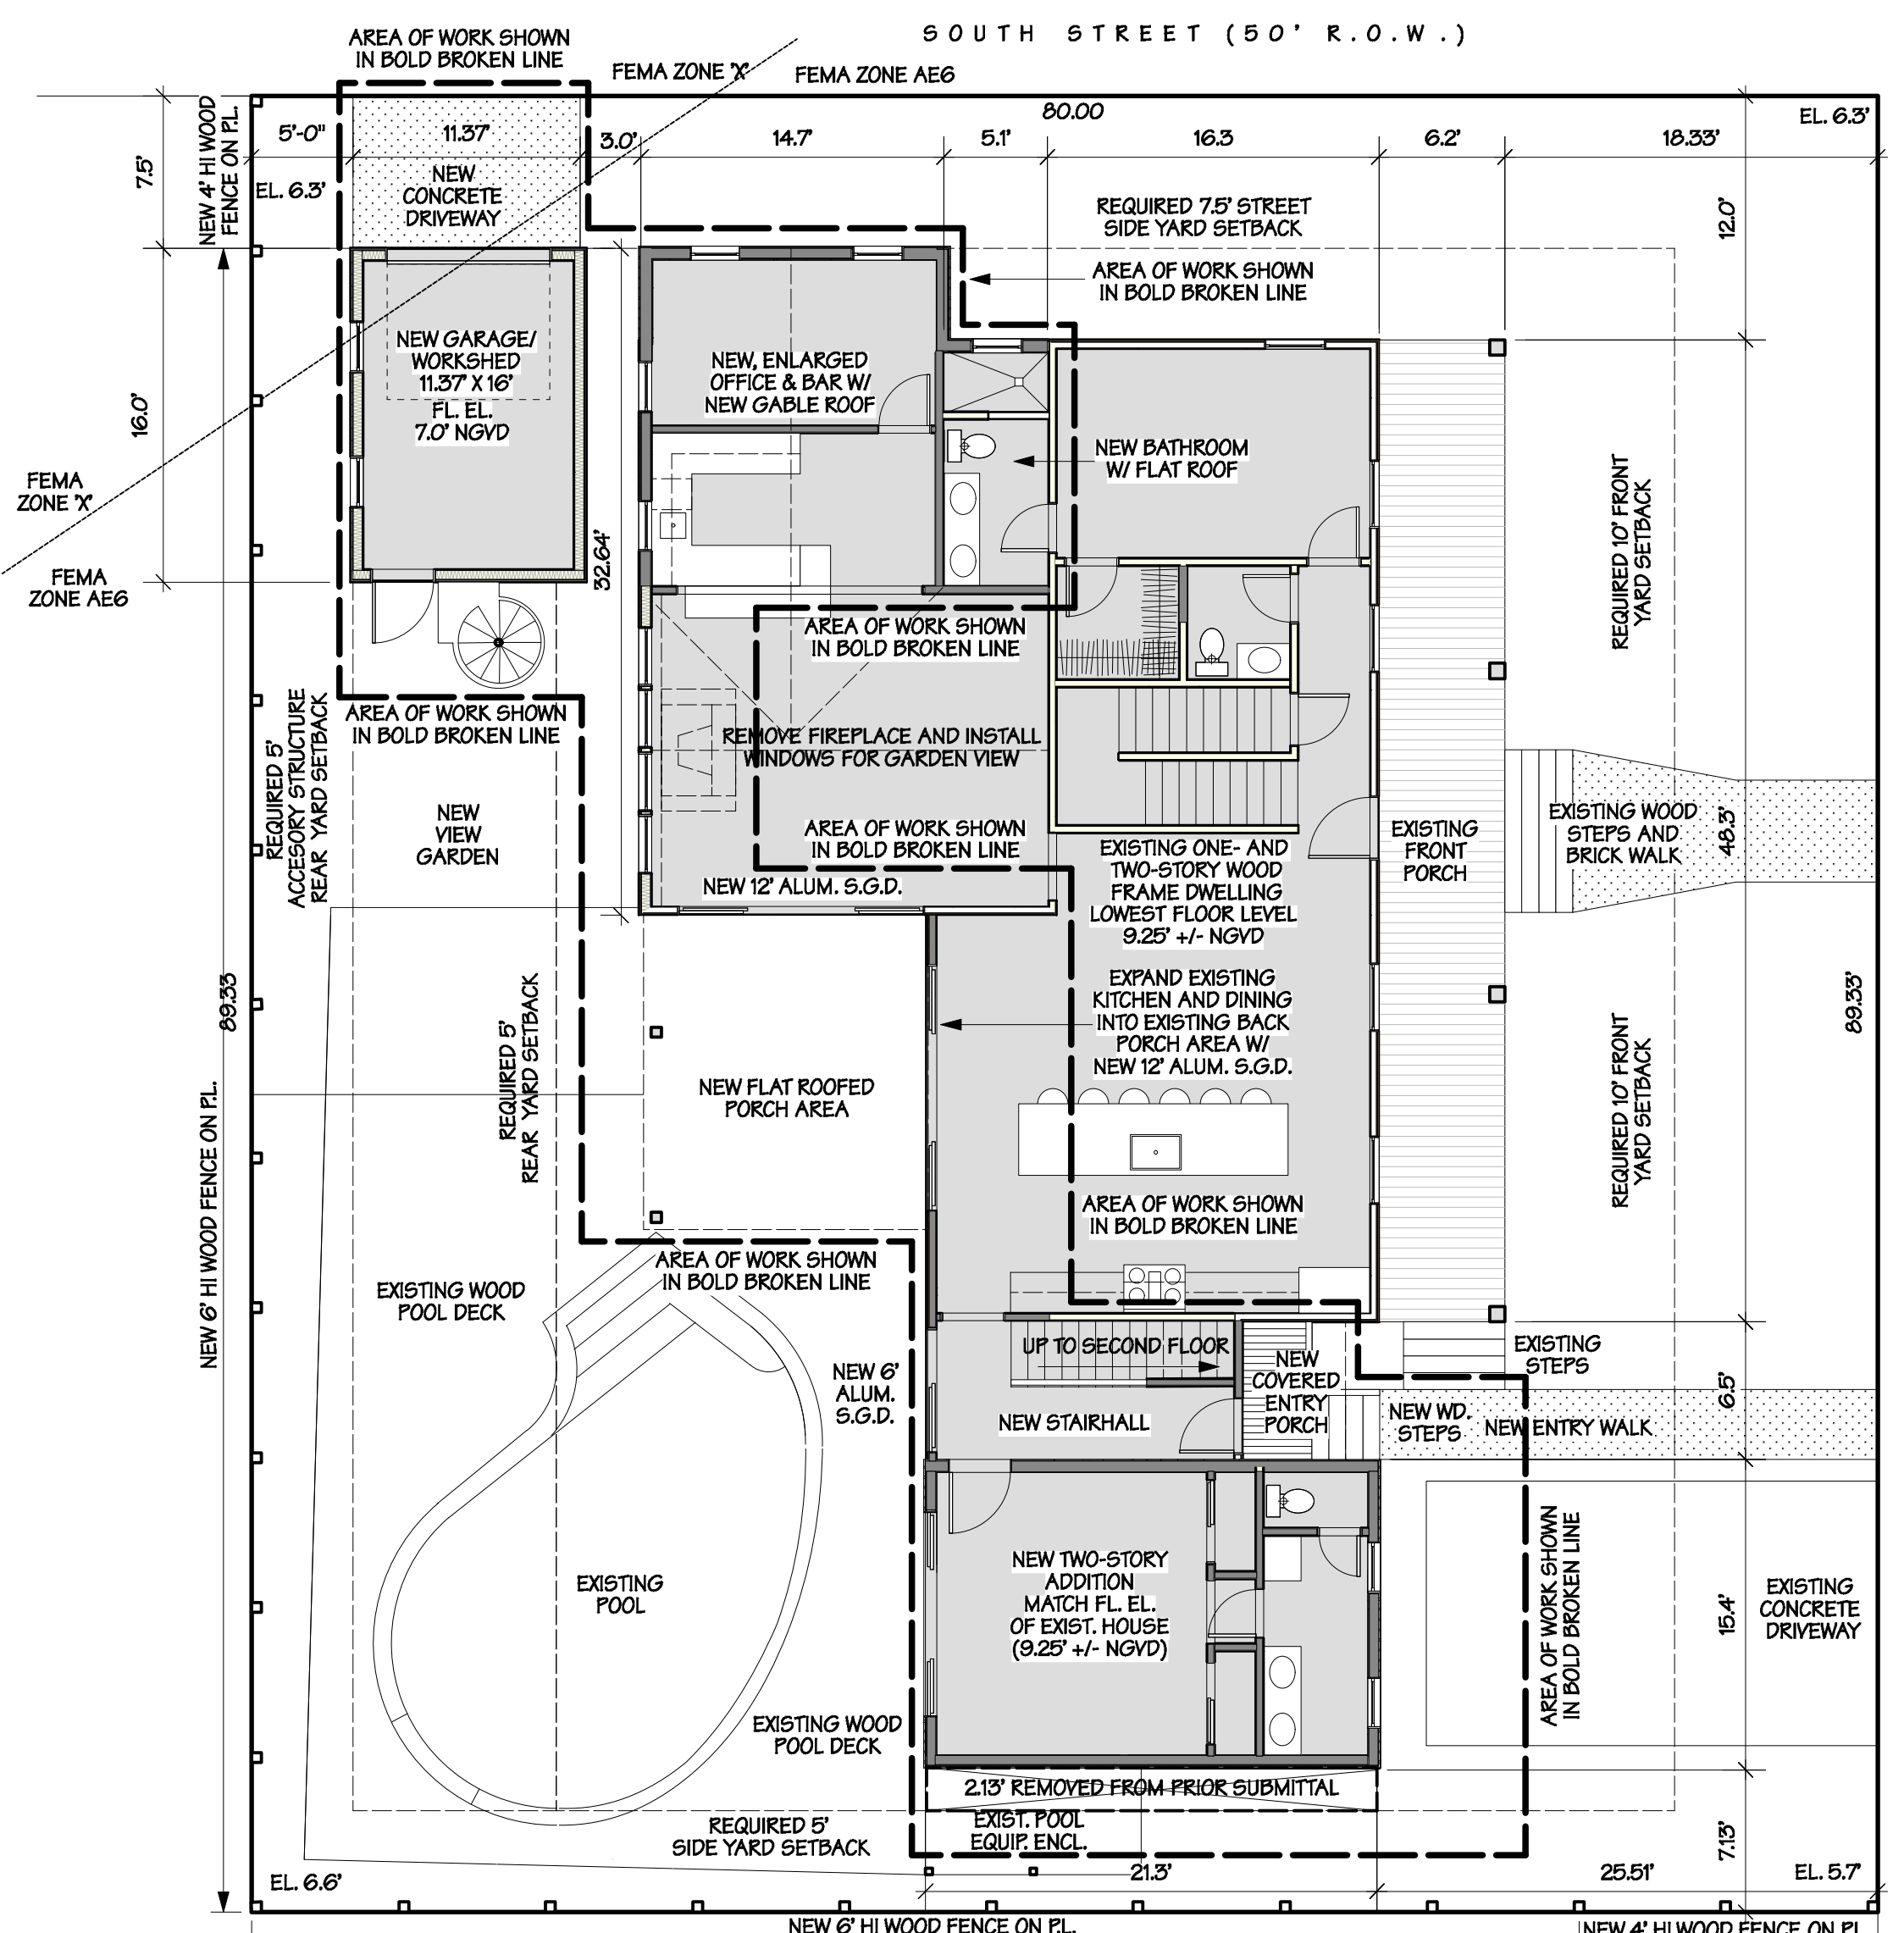 SOUTH STREET (50' R.O.W.)
AREA OF WORK SHOWN
IN BOLD BROKEN LINE
FEMA ZONE 'X'
FEMA ZONE AE6
80.00
EL. 6.3'
NEW 4' HI WOOD
FENCE ON P.L.
7.5'
5'-0"
11.37'
3.0'
14.7'
5.1'
16.3
6.2'
18.33'
EL. 6.3'
NEW
CONCRETE
DRIVEWAY
REQUIRED 7.5' STREET
SIDE YARD SETBACK
12.0'
AREA OF WORK SHOWN
IN BOLD BROKEN LINE
NEW GARAGE/
WORKSHED
11.37' X 16'
FL. EL.
7.0' NGVD
16.0'
NEW, ENLARGED
OFFICE & BAR W/
NEW GABLE ROOF
NEW BATHROOM
W/ FLAT ROOF
FEMA
ZONE 'X'
FEMA
ZONE AE6
32.64'
REQUIRED 10' FRONT
YARD SETBACK
AREA OF WORK SHOWN
IN BOLD BROKEN LINE
AREA OF WORK SHOWN
IN BOLD BROKEN LINE
REQUIRED 5'
ACCESORY STRUCTURE
REAR YARD SETBACK
REMOVE FIREPLACE AND INSTALL
WINDOWS FOR GARDEN VIEW
NEW
VIEW
GARDEN
AREA OF WORK SHOWN
IN BOLD BROKEN LINE
NEW 12' ALUM. S.G.D.
EXISTING ONE- AND
TWO-STORY WOOD
FRAME DWELLING
LOWEST FLOOR LEVEL
9.25' +/- NGVD
EXISTING
FRONT
PORCH
EXISTING WOOD
STEPS AND
BRICK WALK
48.3'
89.33
89.33'
EXPAND EXISTING
KITCHEN AND DINING
INTO EXISTING BACK
PORCH AREA W/
NEW 12' ALUM. S.G.D.
REQUIRED 5'
REAR YARD SETBACK
NEW FLAT ROOFED
PORCH AREA
REQUIRED 10' FRONT
YARD SETBACK
NEW 6' HI WOOD FENCE ON P.L.
AREA OF WORK SHOWN
IN BOLD BROKEN LINE
AREA OF WORK SHOWN
IN BOLD BROKEN LINE
EXISTING WOOD
POOL DECK
UP TO SECOND FLOOR
NEW
COVERED
ENTRY
PORCH
EXISTING
STEPS
NEW 6'
ALUM.
S.G.D.
NEW STAIRHALL
NEW WD.
STEPS
NEW ENTRY WALK
6.5'
AREA OF WORK SHOWN
IN BOLD BROKEN LINE
EXISTING
POOL
NEW TWO-STORY
ADDITION
MATCH FL. EL.
OF EXIST. HOUSE
(9.25' +/- NGVD)
15.4'
EXISTING
CONCRETE
DRIVEWAY
EXISTING WOOD
POOL DECK
2.13' REMOVED FROM PRIOR SUBMITTAL
REQUIRED 5'
SIDE YARD SETBACK
EXIST. POOL
EQUIP. ENCL.
7.13'
EL. 6.6'
21.3'
25.51'
EL. 5.7'
NEW 6' HI WOOD FENCE ON P.L.
NEW 4' HI WOOD FENCE ON P.L.